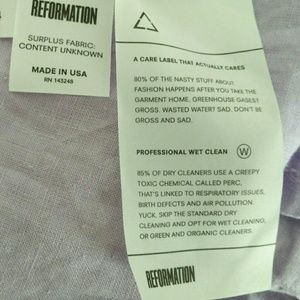 REFORMATION
SURPLUS FABRIC:
CONTENT UNKNOWN
MADE IN USA
RN 143249
A CARE LABEL THAT ACTUALLY CARES
80% OF THE NASTY STUFF ABOUT
FASHION HAPPENS AFTER YOU TAKE THE
GARMENT HOME. GREENHOUSE GASES?
GROSS. WASTED WATER? SAD. DON'T BE
GROSS AND SAD.
PROFESSIONAL WET CLEAN W
85% OF DRY CLEANERS USE A CREEPY
TOXIC CHEMICAL CALLED PERC,
THAT'S LINKED TO RESPIRATORY ISSUES,
BIRTH DEFECTS AND AIR POLLUTION.
YUCK. SKIP THE STANDARD DRY
CLEANING AND OPT FOR WET CLEANING,
OR GREEN AND ORGANIC CLEANERS.
REFORMATION